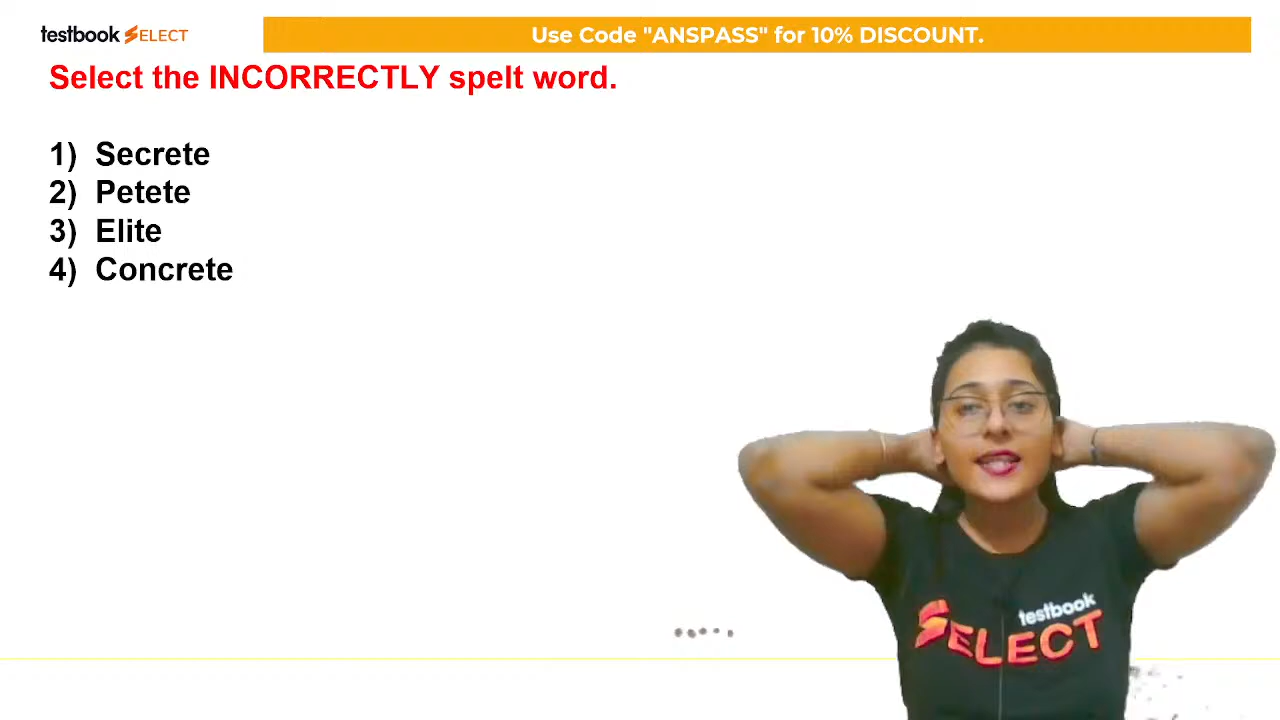 testbook SELECT
Use Code "ANSPASS" for 10% DISCOUNT.
Select the INCORRECTLY spelt word.
1) Secrete
2) Petete
3) Elite
4) Concrete
testbook
SELECT